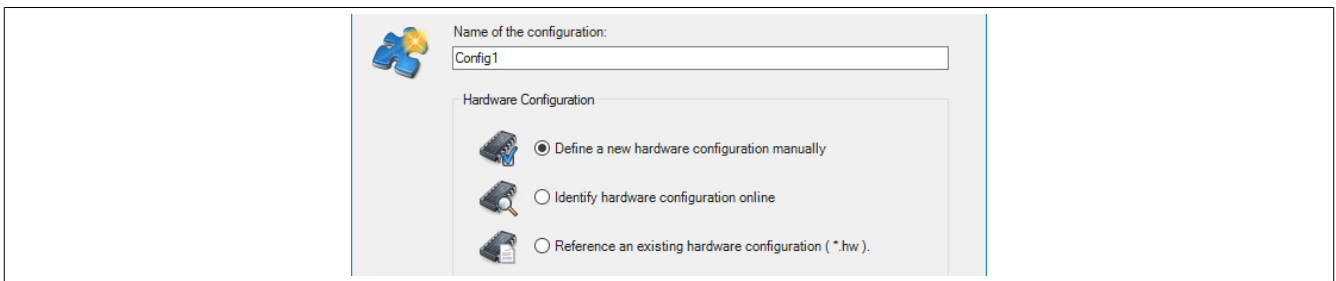 Name of the configuration:
Config1
Hardware Configuration
Define a new hardware configuration manually
Identify hardware configuration online
Reference an existing hardware configuration ( *.hw ).